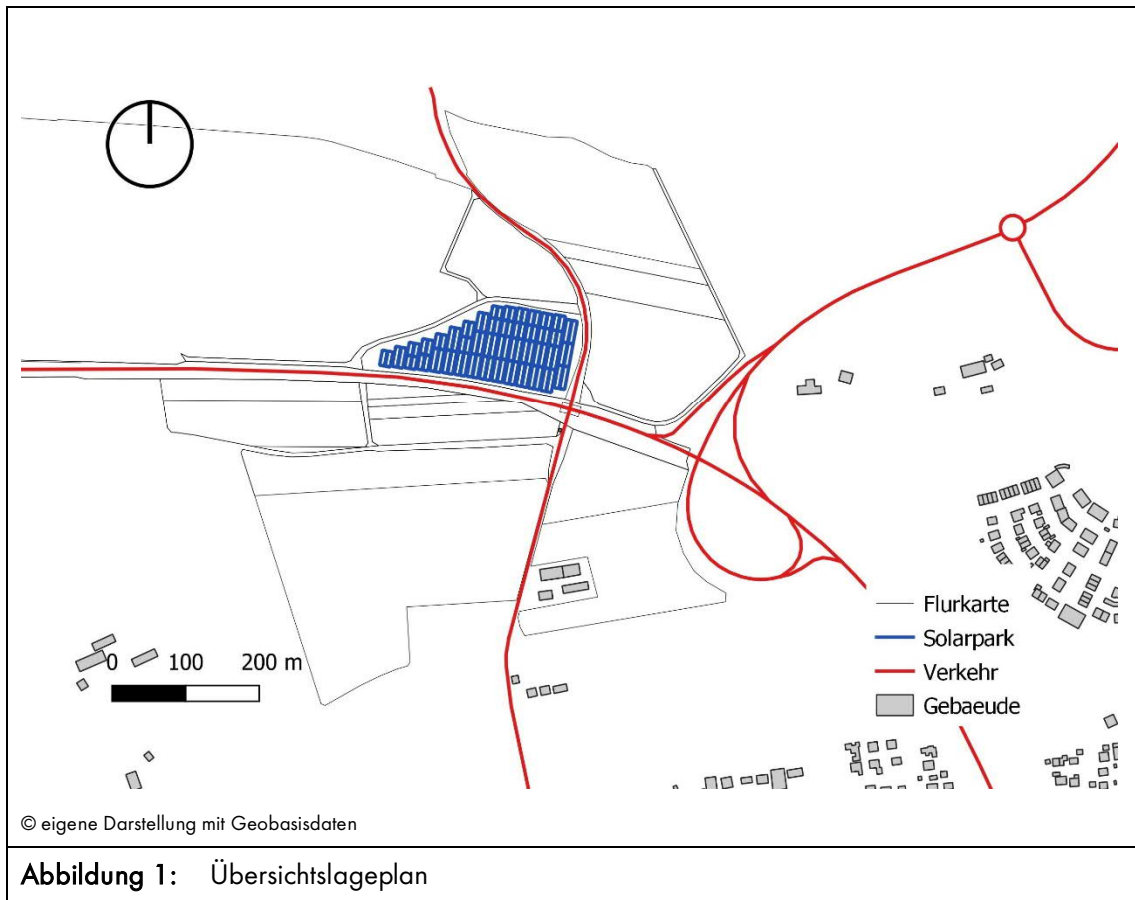 Flurkarte
Solarpark
Verkehr
Gebaeude
0 100 200 m
© eigene Darstellung mit Geobasisdaten
Abbildung 1: Übersichtslageplan